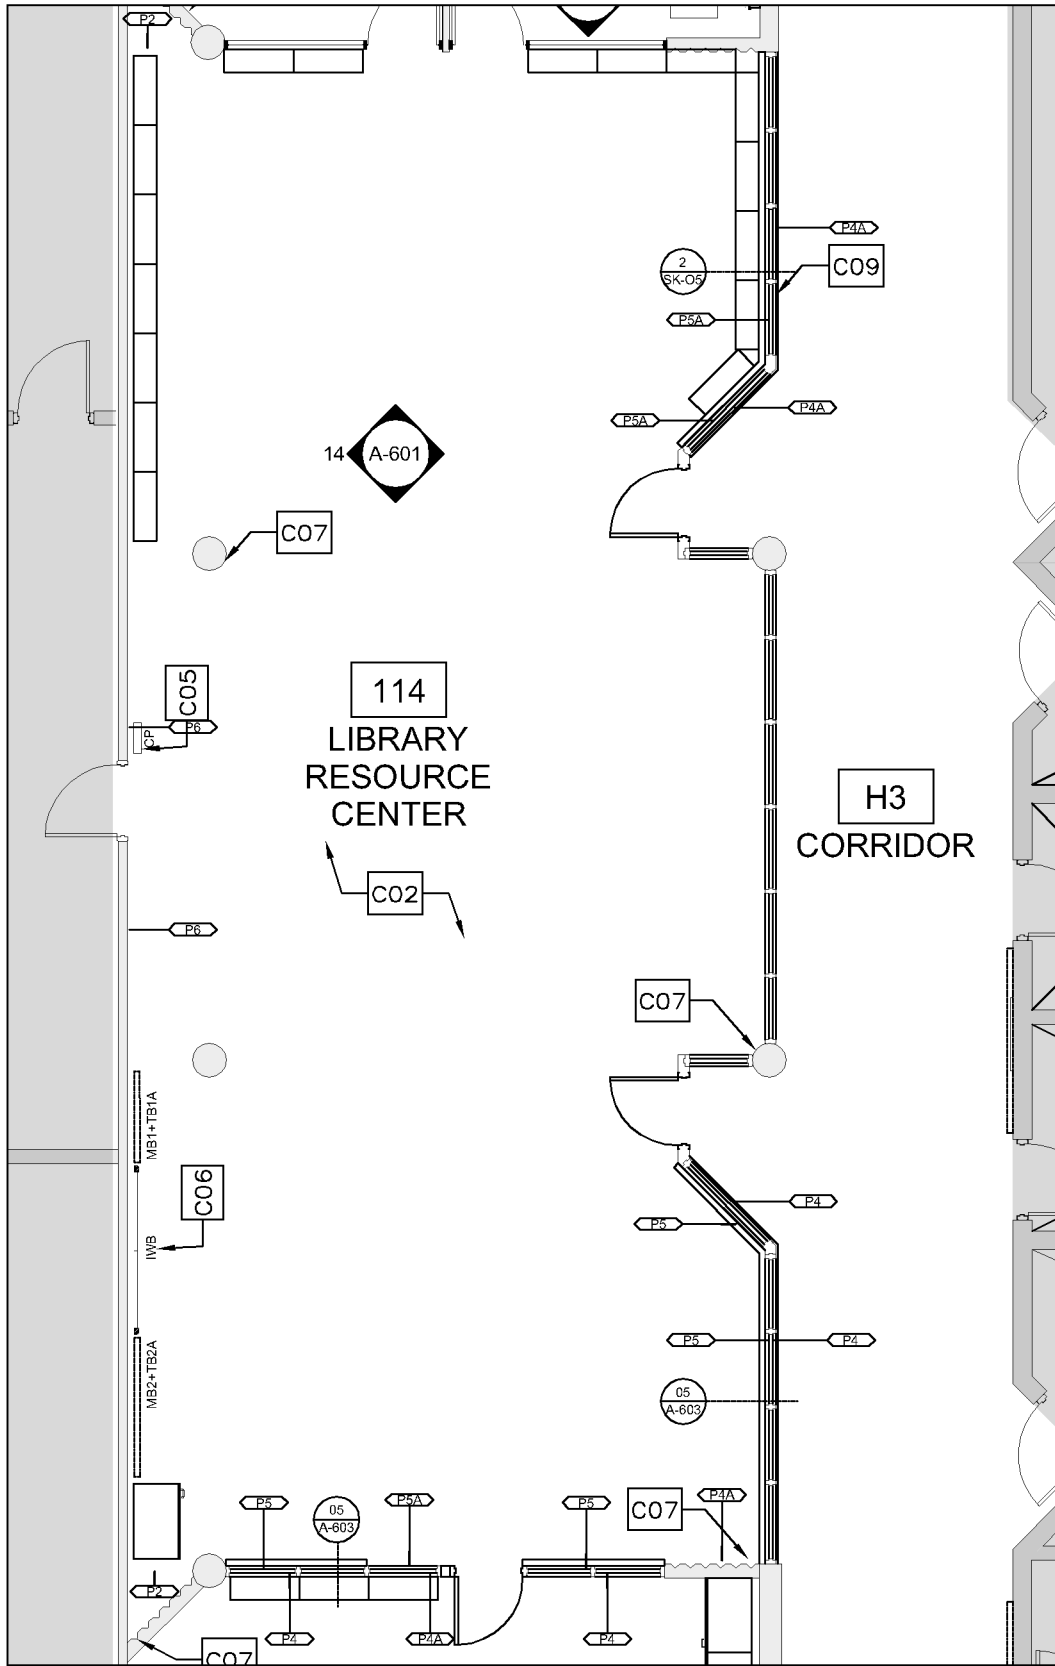 P2
P4A
2
SK-05
C09
P5A
P4A
P5A
14
A-601
C07
114
LIBRARY
RESOURCE
CENTER
C05
P6
CP
H3
CORRIDOR
C02
P6
C07
MB1+TB1A
C06
IWB
P4
P5
P5
P4
MB2+TB2A
05
A-603
P5
05
A-603
P5A
P5
C07
P4A
P2
P4
P4A
P4
C07